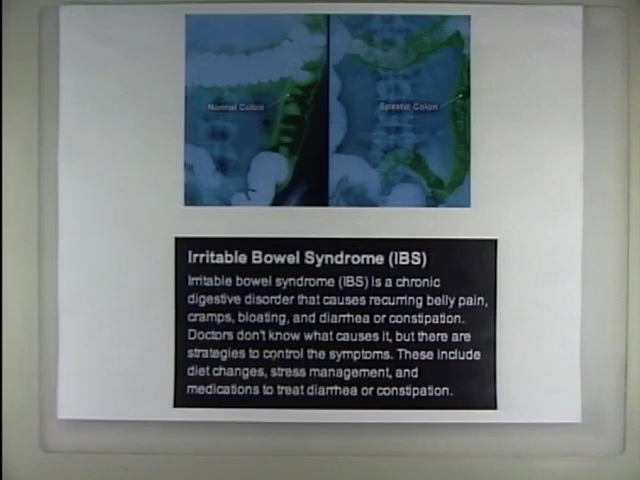 Normal Colon
Spastic Colon
Irritable Bowel Syndrome (IBS)
Irritable bowel syndrome (IBS) is a chronic
digestive disorder that causes recurring belly pain,
cramps, bloating, and diarrhea or constipation.
Doctors don't know what causes it, but there are
strategies to control the symptoms. These include
diet changes, stress management, and
medications to treat diarrhea or constipation.